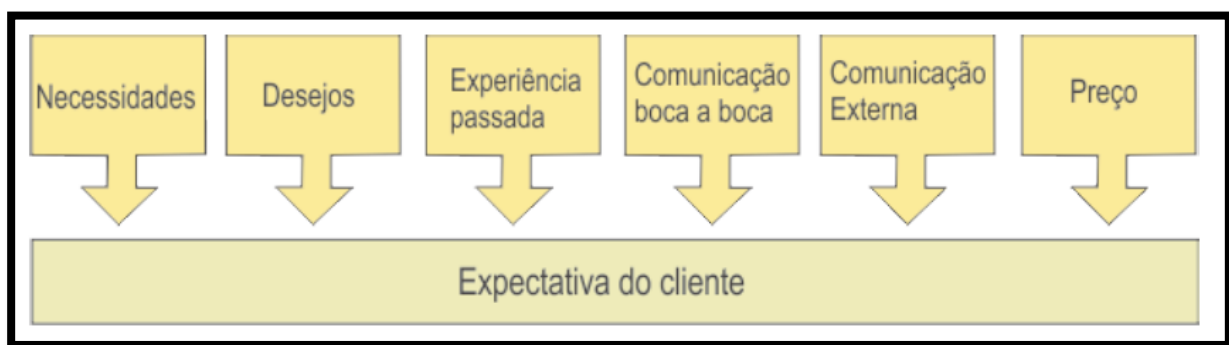 Necessidades
Desejos
Experiência
passada
Comunicação
boca a boca
Comunicação
Externa
Preço
Expectativa do cliente